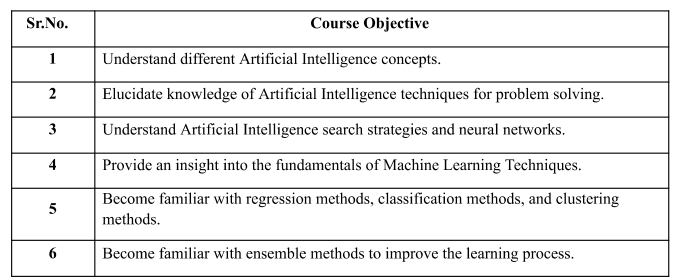 Sr.No. Course Objective
1 Understand different Artificial Intelligence concepts.
2 Elucidate knowledge of Artificial Intelligence techniques for problem solving.
3 Understand Artificial Intelligence search strategies and neural networks.
4 Provide an insight into the fundamentals of Machine Learning Techniques.
5 Become familiar with regression methods, classification methods, and clustering
methods.
6 Become familiar with ensemble methods to improve the learning process.